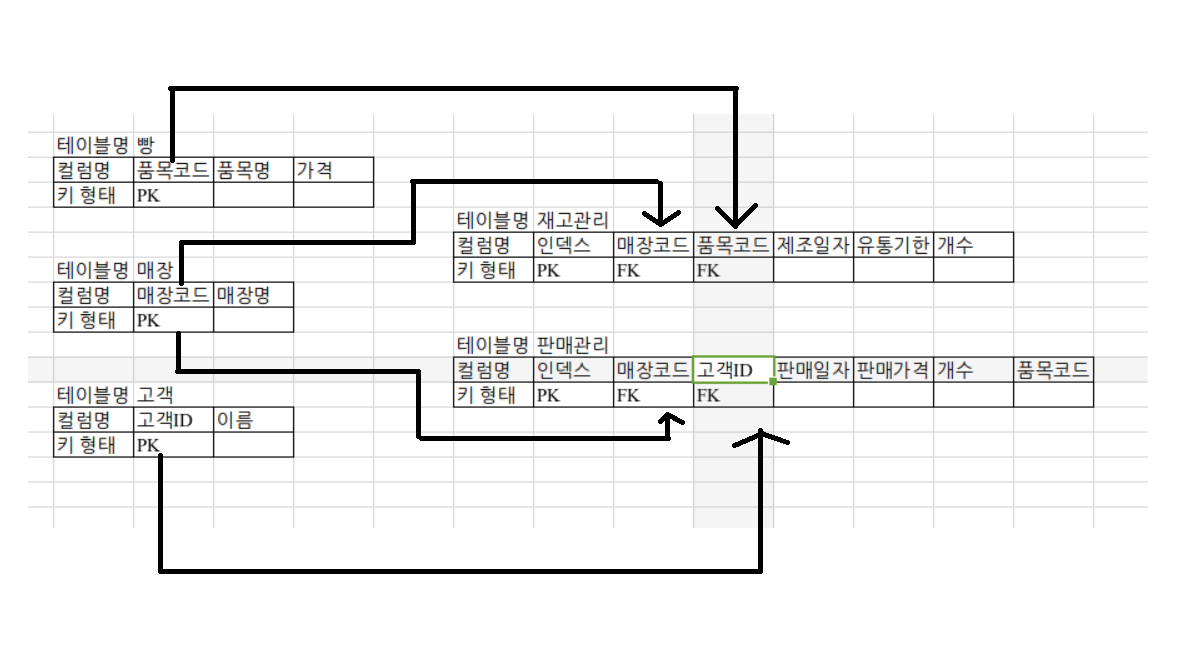 테이블명 빵
컬럼명 품목코드 품목명 가격
키 형태 PK
테이블명 재고관리
컬럼명 인덱스 매장코드 품목코드 제조일자 유통기한 개수
키 형태 PK FK FK
테이블명 매장
컬럼명 매장코드 매장명
키 형태 PK
테이블명 판매관리
컬럼명 인덱스 매장코드 고객ID 판매일자 판매가격 개수 품목코드
키 형태 PK FK FK
테이블명 고객
컬럼명 고객ID 이름
키 형태 PK